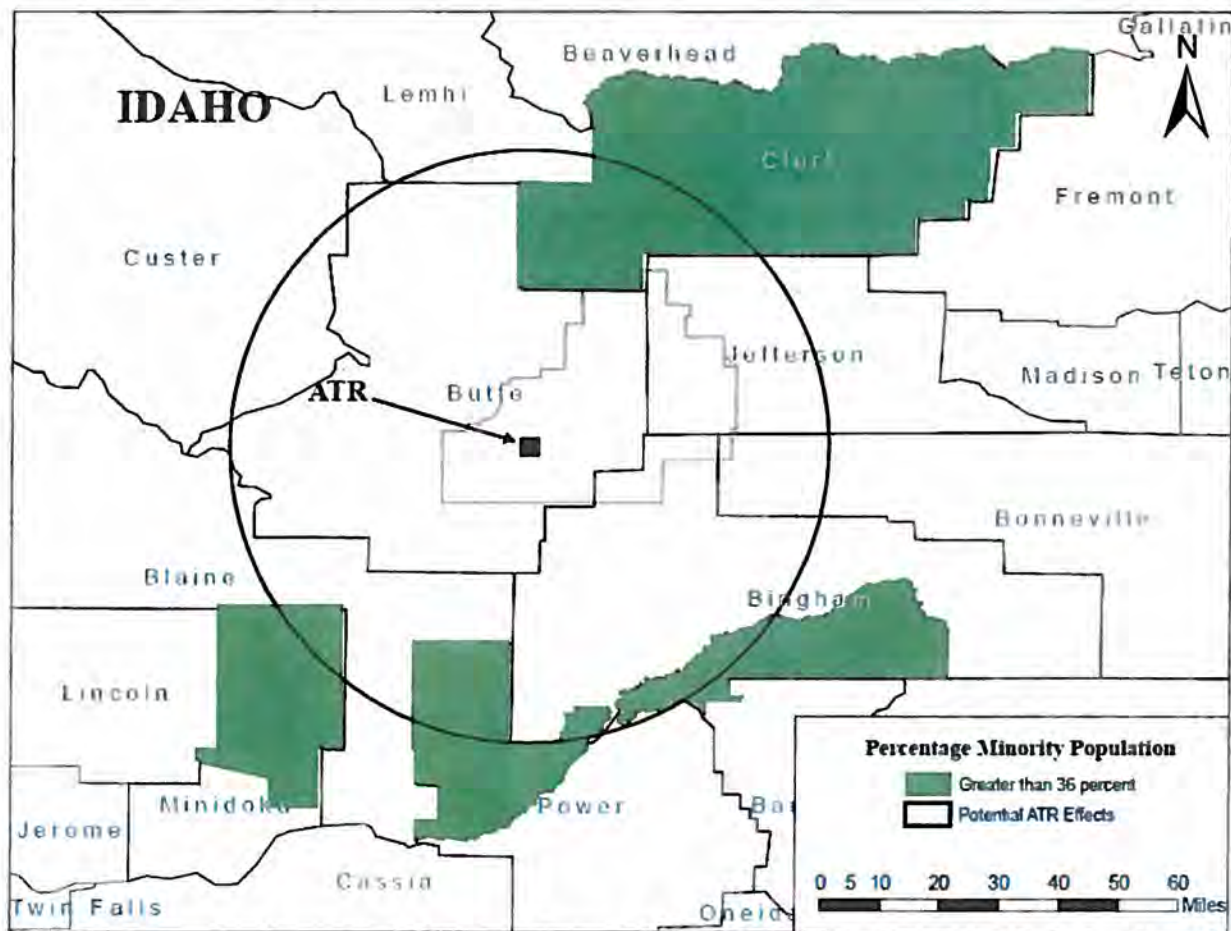 Gallatin
Beaverhead
N
IDAHO
Lemhi
Clark
Fremont
Custer
Jefferson
Madison
Teton
ATR
Butte
Bonneville
Blaine
Bingham
Lincoln
Percentage Minority Population
Greater than 36 percent
Potential ATR Effects
Minidoka
Power
Ban
Jerome
Cassia
0 5 10 20 30 40 50 60
Miles
Twin Falls
Oneida